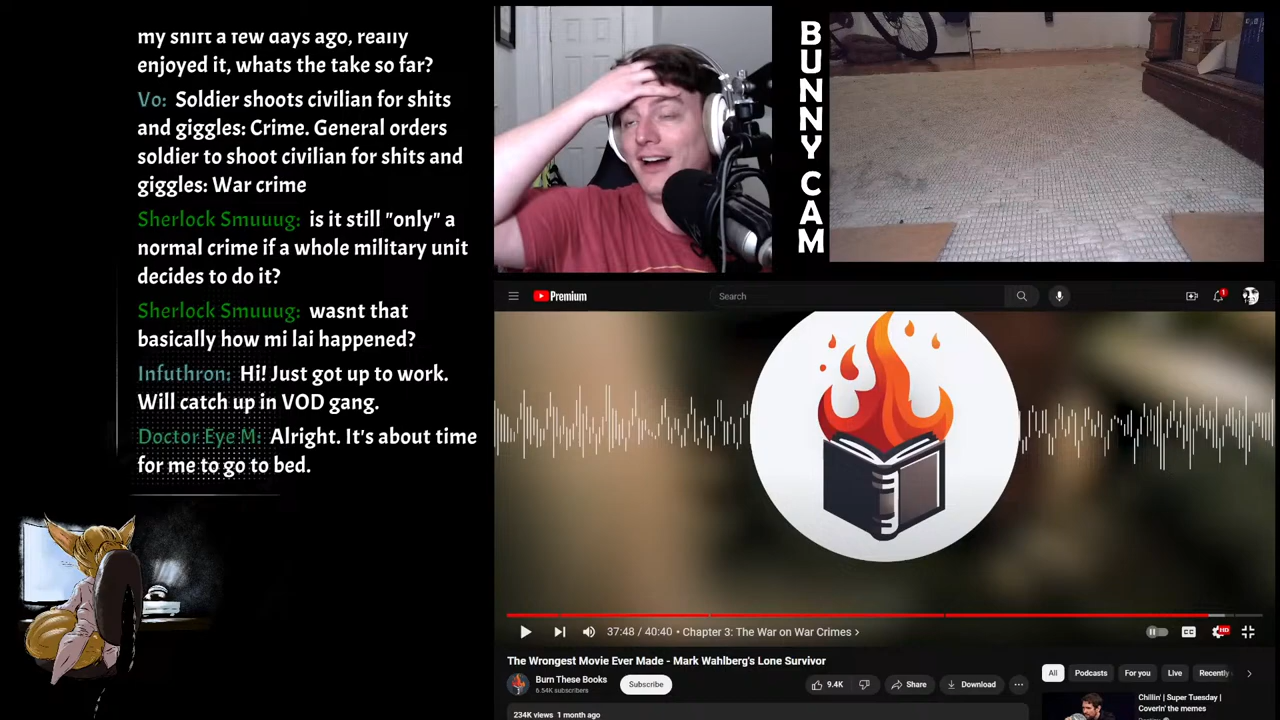 my shift a few days ago, really
enjoyed it, whats the take so far?
Vo: Soldier shoots civilian for shits
and giggles: Crime. General orders
soldier to shoot civilian for shits and
giggles: War crime
Sherlock Smuuug: is it still "only" a
normal crime if a whole military unit
decides to do it?
Sherlock Smuuug: wasnt that
basically how mi lai happened?
Infuthron: Hi! Just got up to work.
Will catch up in VOD gang.
Doctor Eye M: Alright. It's about time
for me to go to bed.
BUNNY CAM
Premium
Search
1
37:48 / 40:40 • Chapter 3: The War on War Crimes >
HD
The Wrongest Movie Ever Made - Mark Wahlberg's Lone Survivor
Burn These Books
6.54K subscribers
Subscribe
9.4K
Share
Download
234K views 1 month ago
All
Podcasts
For you
Live
Recently
Chillin' | Super Tuesday |
Coverin' the memes